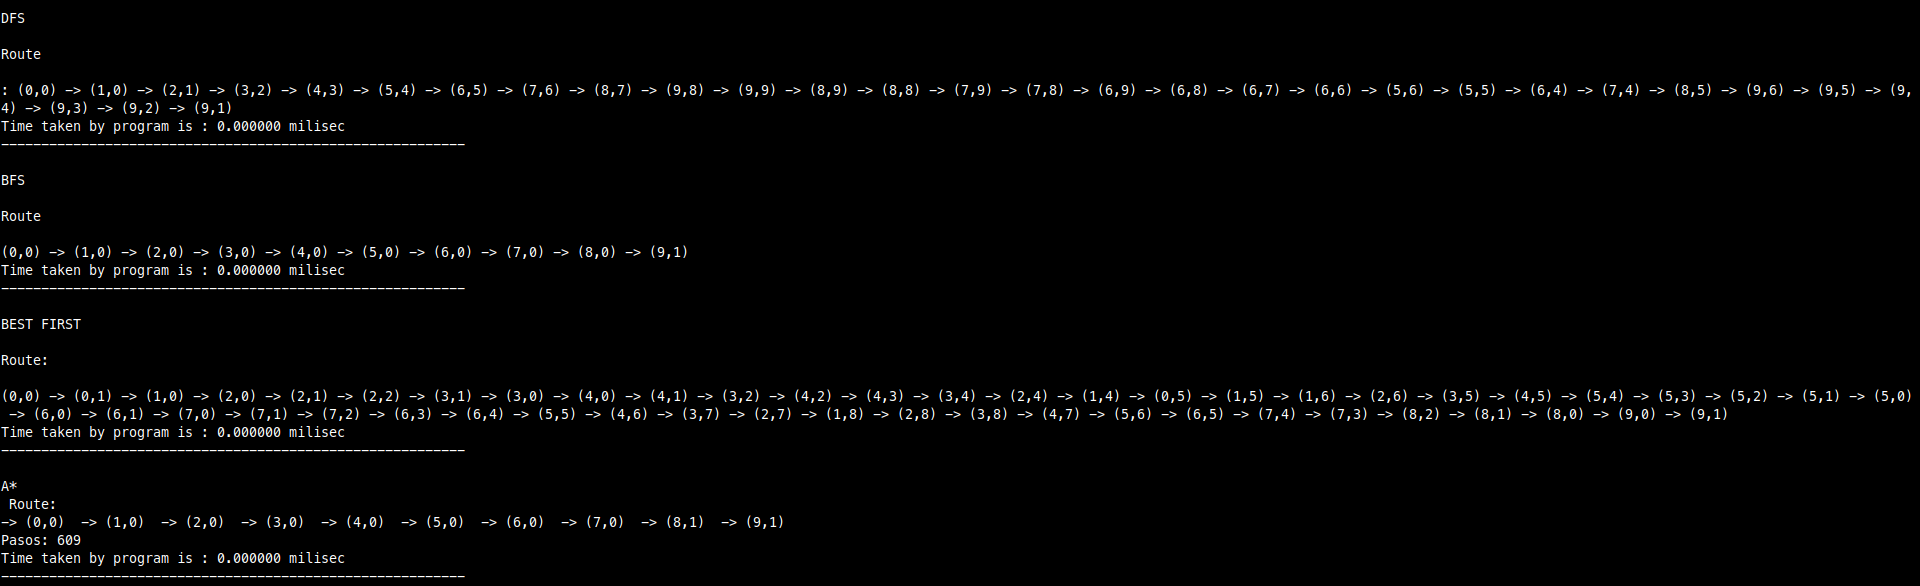 DFS
Route
: (0,0) -> (1,0) -> (2,1) -> (3,2) -> (4,3) -> (5,4) -> (6,5) -> (7,6) -> (8,7) -> (9,8) -> (9,9) -> (8,9) -> (8,8) -> (7,9) -> (7,8) -> (6,9) -> (6,8) -> (6,7) -> (6,6) -> (5,6) -> (5,5) -> (6,4) -> (7,4) -> (8,5) -> (9,6) -> (9,5) -> (9,
4) -> (9,3) -> (9,2) -> (9,1)
Time taken by program is : 0.000000 milisec
----------------------------------------------------------
BFS
Route
(0,0) -> (1,0) -> (2,0) -> (3,0) -> (4,0) -> (5,0) -> (6,0) -> (7,0) -> (8,0) -> (9,1)
Time taken by program is : 0.000000 milisec
----------------------------------------------------------
BEST FIRST
Route:
(0,0) -> (0,1) -> (1,0) -> (2,0) -> (2,1) -> (2,2) -> (3,1) -> (3,0) -> (4,0) -> (4,1) -> (3,2) -> (4,2) -> (4,3) -> (3,4) -> (2,4) -> (1,4) -> (0,5) -> (1,5) -> (1,6) -> (2,6) -> (3,5) -> (4,5) -> (5,4) -> (5,3) -> (5,2) -> (5,1) -> (5,0)
-> (6,0) -> (6,1) -> (7,0) -> (7,1) -> (7,2) -> (6,3) -> (6,4) -> (5,5) -> (4,6) -> (3,7) -> (2,7) -> (1,8) -> (2,8) -> (3,8) -> (4,7) -> (5,6) -> (6,5) -> (7,4) -> (7,3) -> (8,2) -> (8,1) -> (8,0) -> (9,0) -> (9,1)
Time taken by program is : 0.000000 milisec
----------------------------------------------------------
A*
Route:
-> (0,0)  -> (1,0)  -> (2,0)  -> (3,0)  -> (4,0)  -> (5,0)  -> (6,0)  -> (7,0)  -> (8,1)  -> (9,1)
Pasos: 609
Time taken by program is : 0.000000 milisec
----------------------------------------------------------